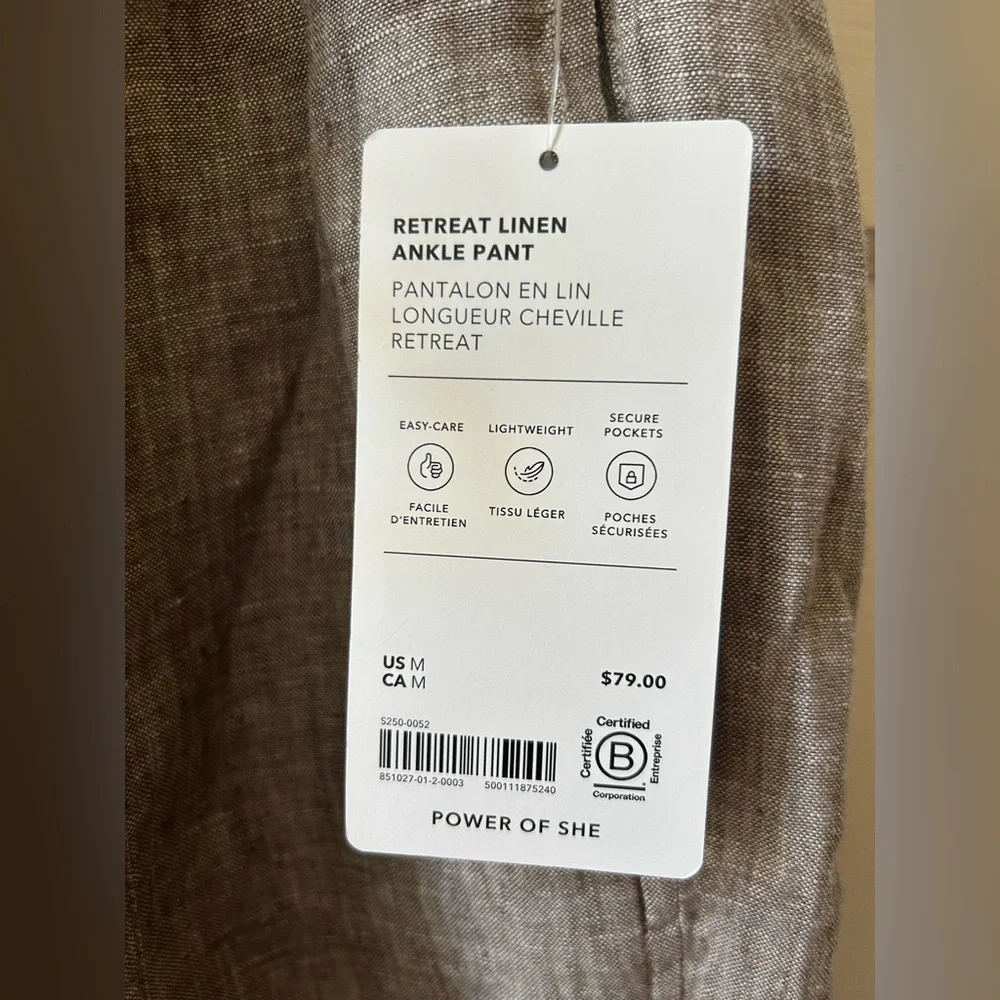 RETREAT LINEN
ANKLE PANT
PANTALON EN LIN
LONGUEUR CHEVILLE
RETREAT
EASY-CARE
FACILE
D'ENTRETIEN
LIGHTWEIGHT
TISSU LÉGER
SECURE
POCKETS
POCHES
SÉCURISÉES
US M
CA M
$79.00
S250-0052
851027-01-2-0003 500111875240
Certified
Certifiée
B
Entreprise
Corporation
POWER OF SHE